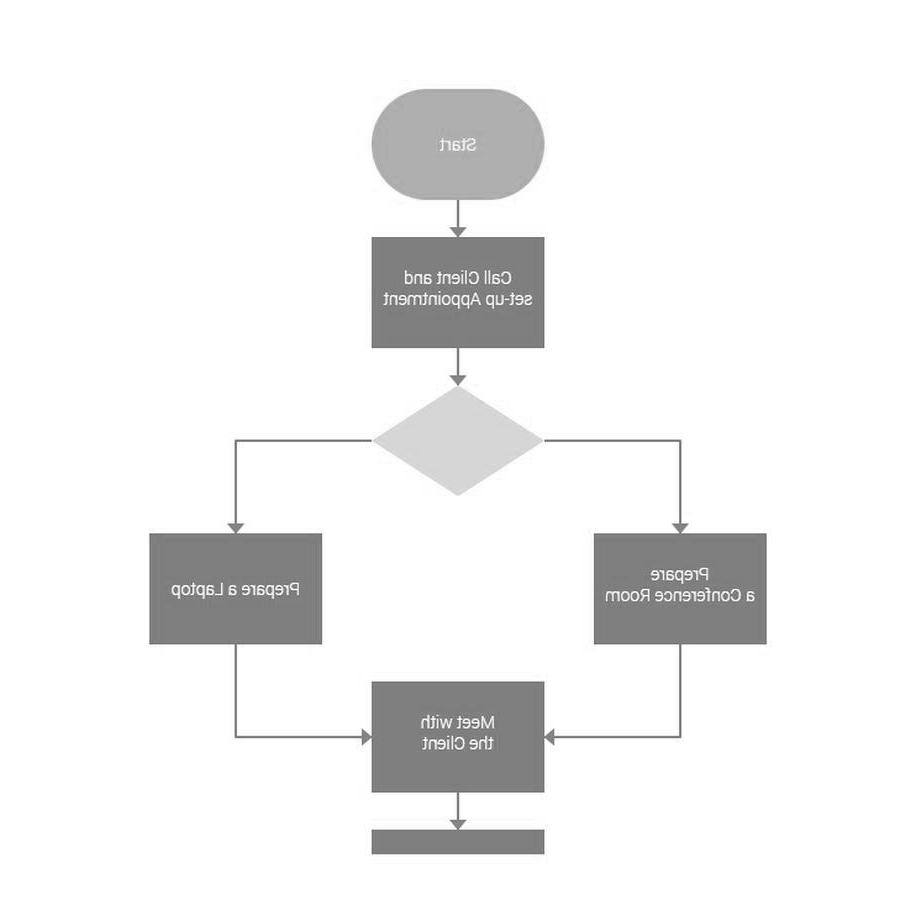 Start
Call Client and
set-up Appointment
Prepare a Laptop
Prepare
a Conference Room
Meet with
the Client